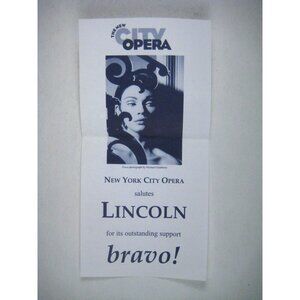 THE NEW
CITY
OPERA
NEW YORK CITY OPERA
salutes
LINCOLN
for its outstanding support
bravo!